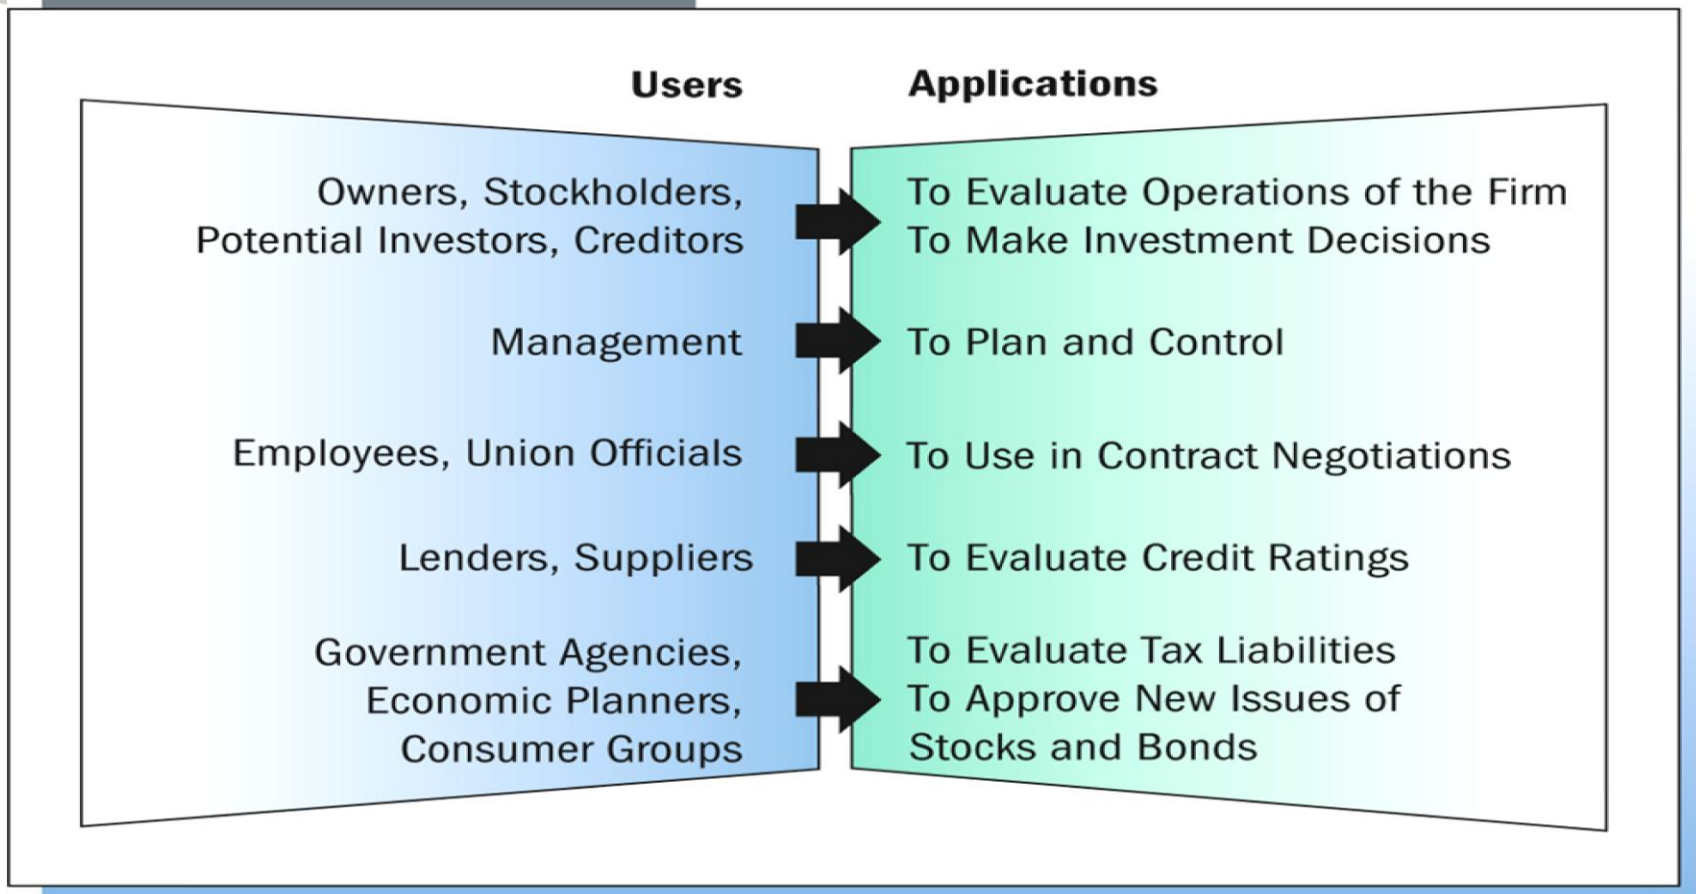 Users
Applications
Owners, Stockholders,
Potential Investors, Creditors
To Evaluate Operations of the Firm
To Make Investment Decisions
Management
To Plan and Control
Employees, Union Officials
To Use in Contract Negotiations
Lenders, Suppliers
To Evaluate Credit Ratings
Government Agencies,
Economic Planners,
Consumer Groups
To Evaluate Tax Liabilities
To Approve New Issues of
Stocks and Bonds